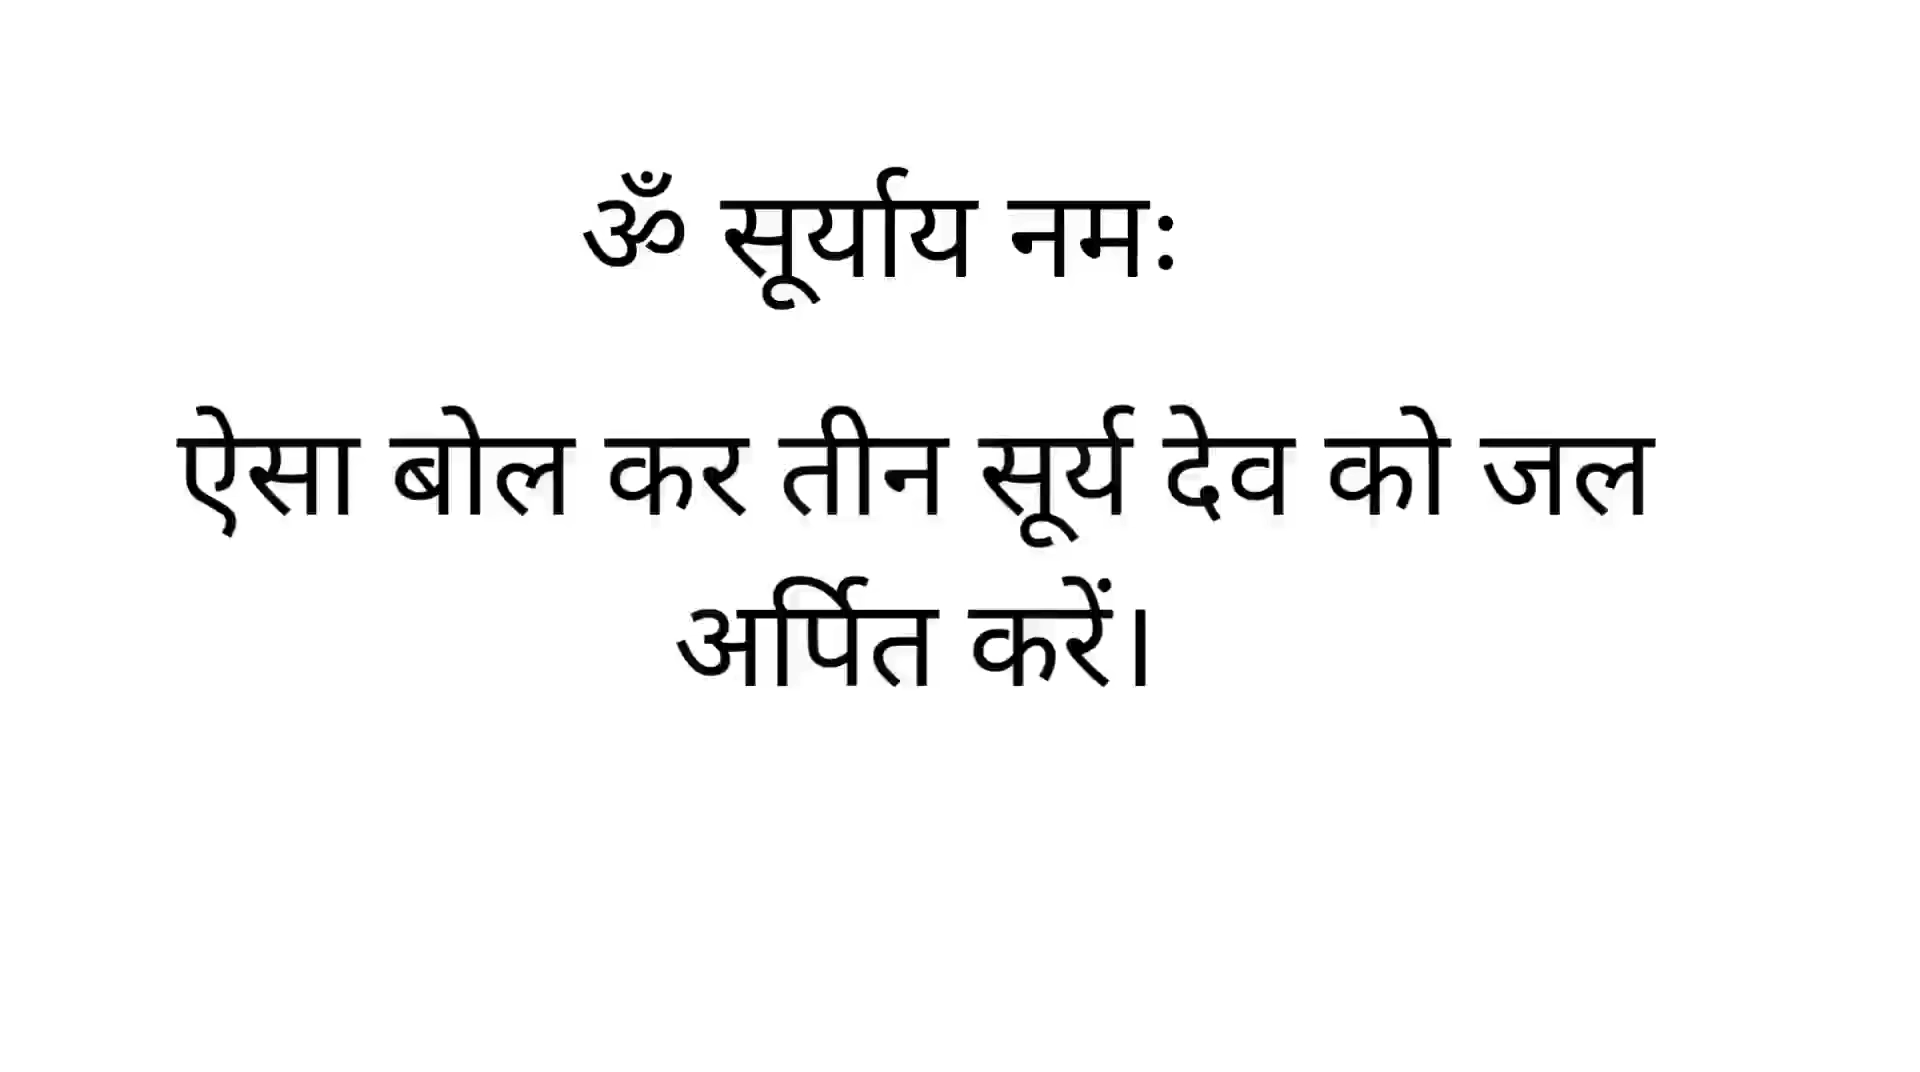 ॐ सूर्याय नमः
ऐसा बोल कर तीन सूर्य देव को जल
अर्पित करें।